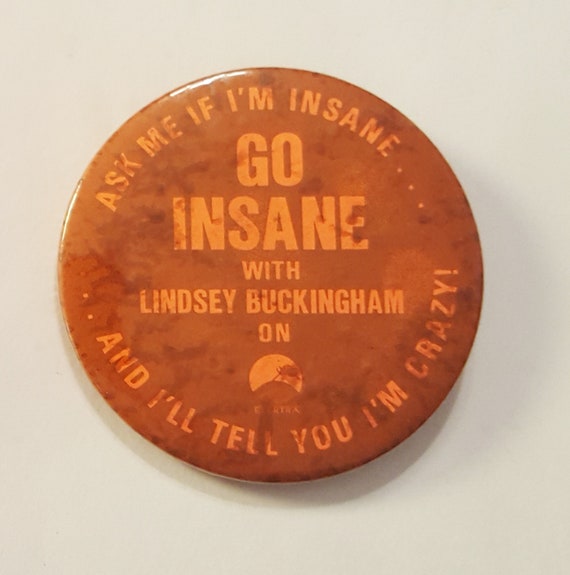 ASK ME IF I'M INSANE....
GO
INSANE
WITH
LINDSEY BUCKINGHAM
ON
...AND I'LL TELL YOU I'M CRAZY!